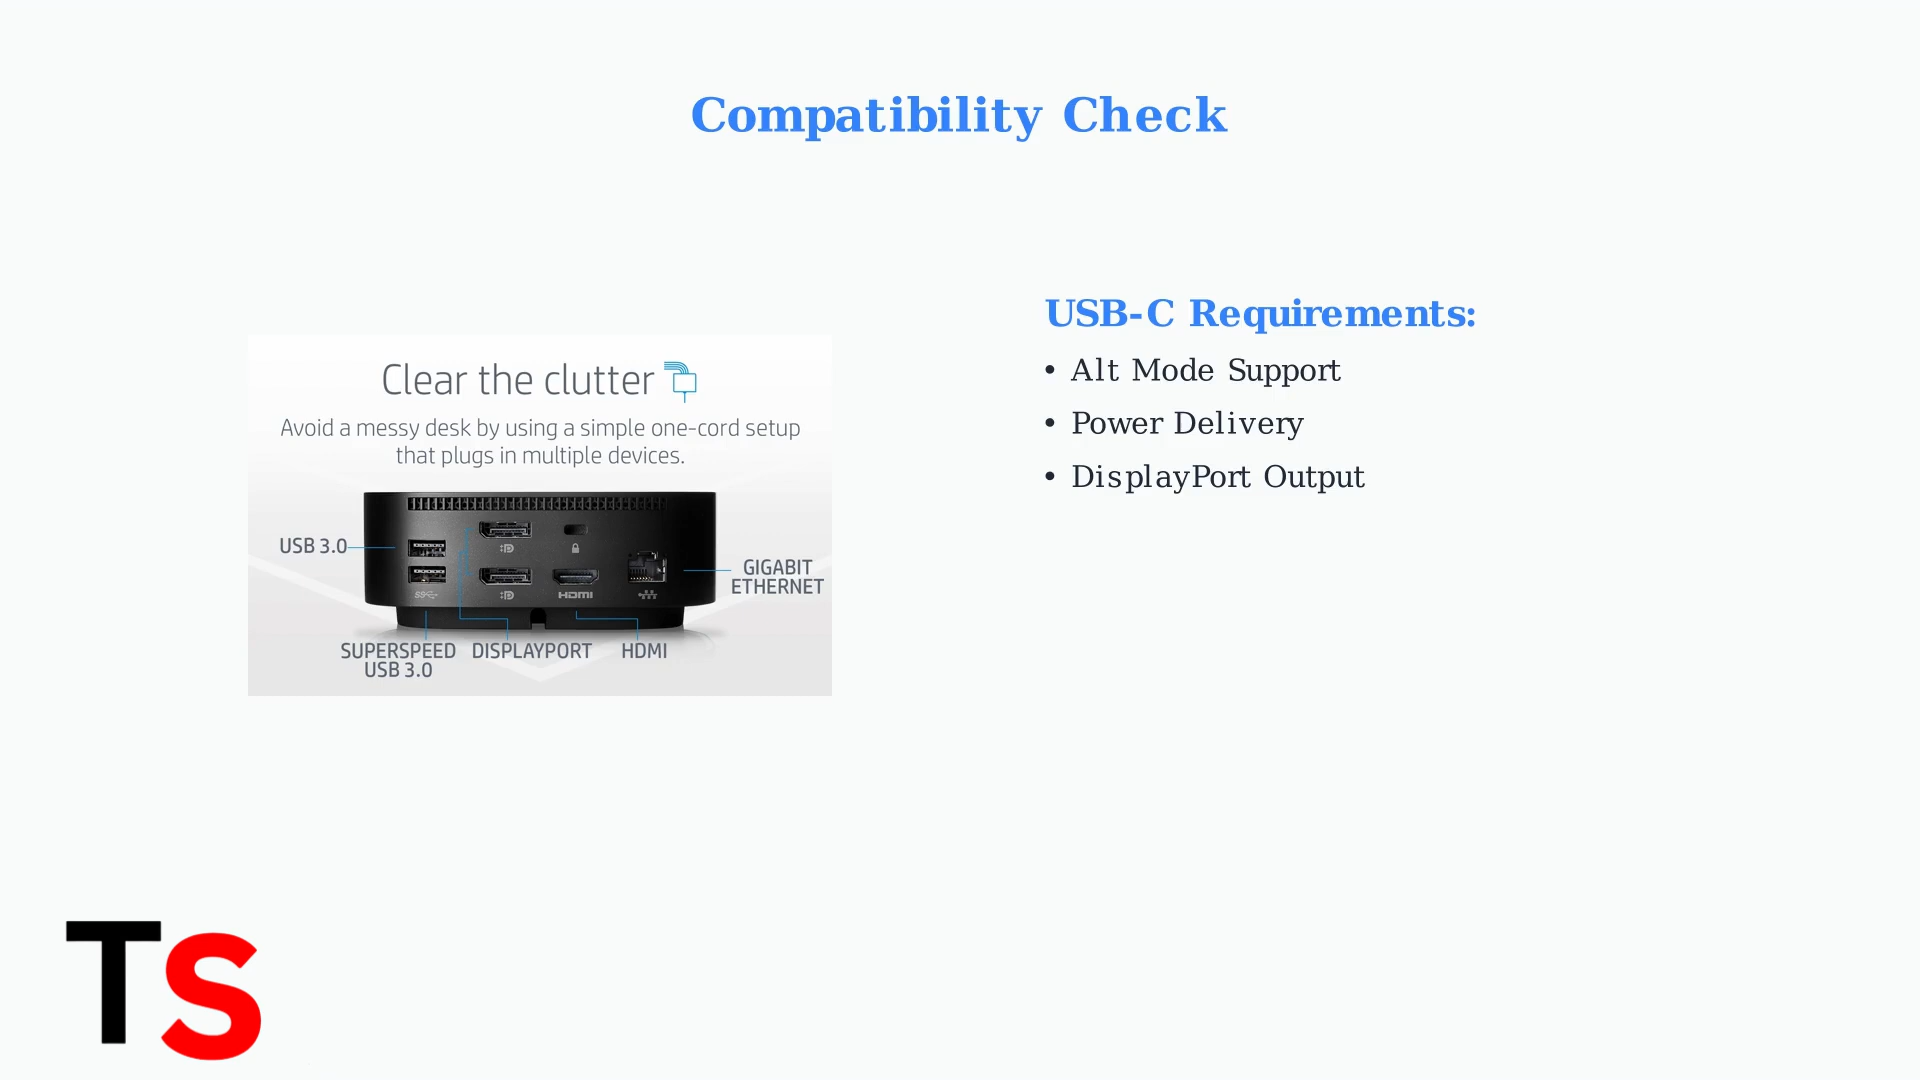 Compatibility Check
Clear the clutter
Avoid a messy desk by using a simple one-cord setup
that plugs in multiple devices.
USB 3.0
HDMI
GIGABIT
ETHERNET
SUPERSPEED
USB 3.0
DISPLAYPORT
HDMI
USB-C Requirements:
• Alt Mode Support
• Power Delivery
• DisplayPort Output
TS